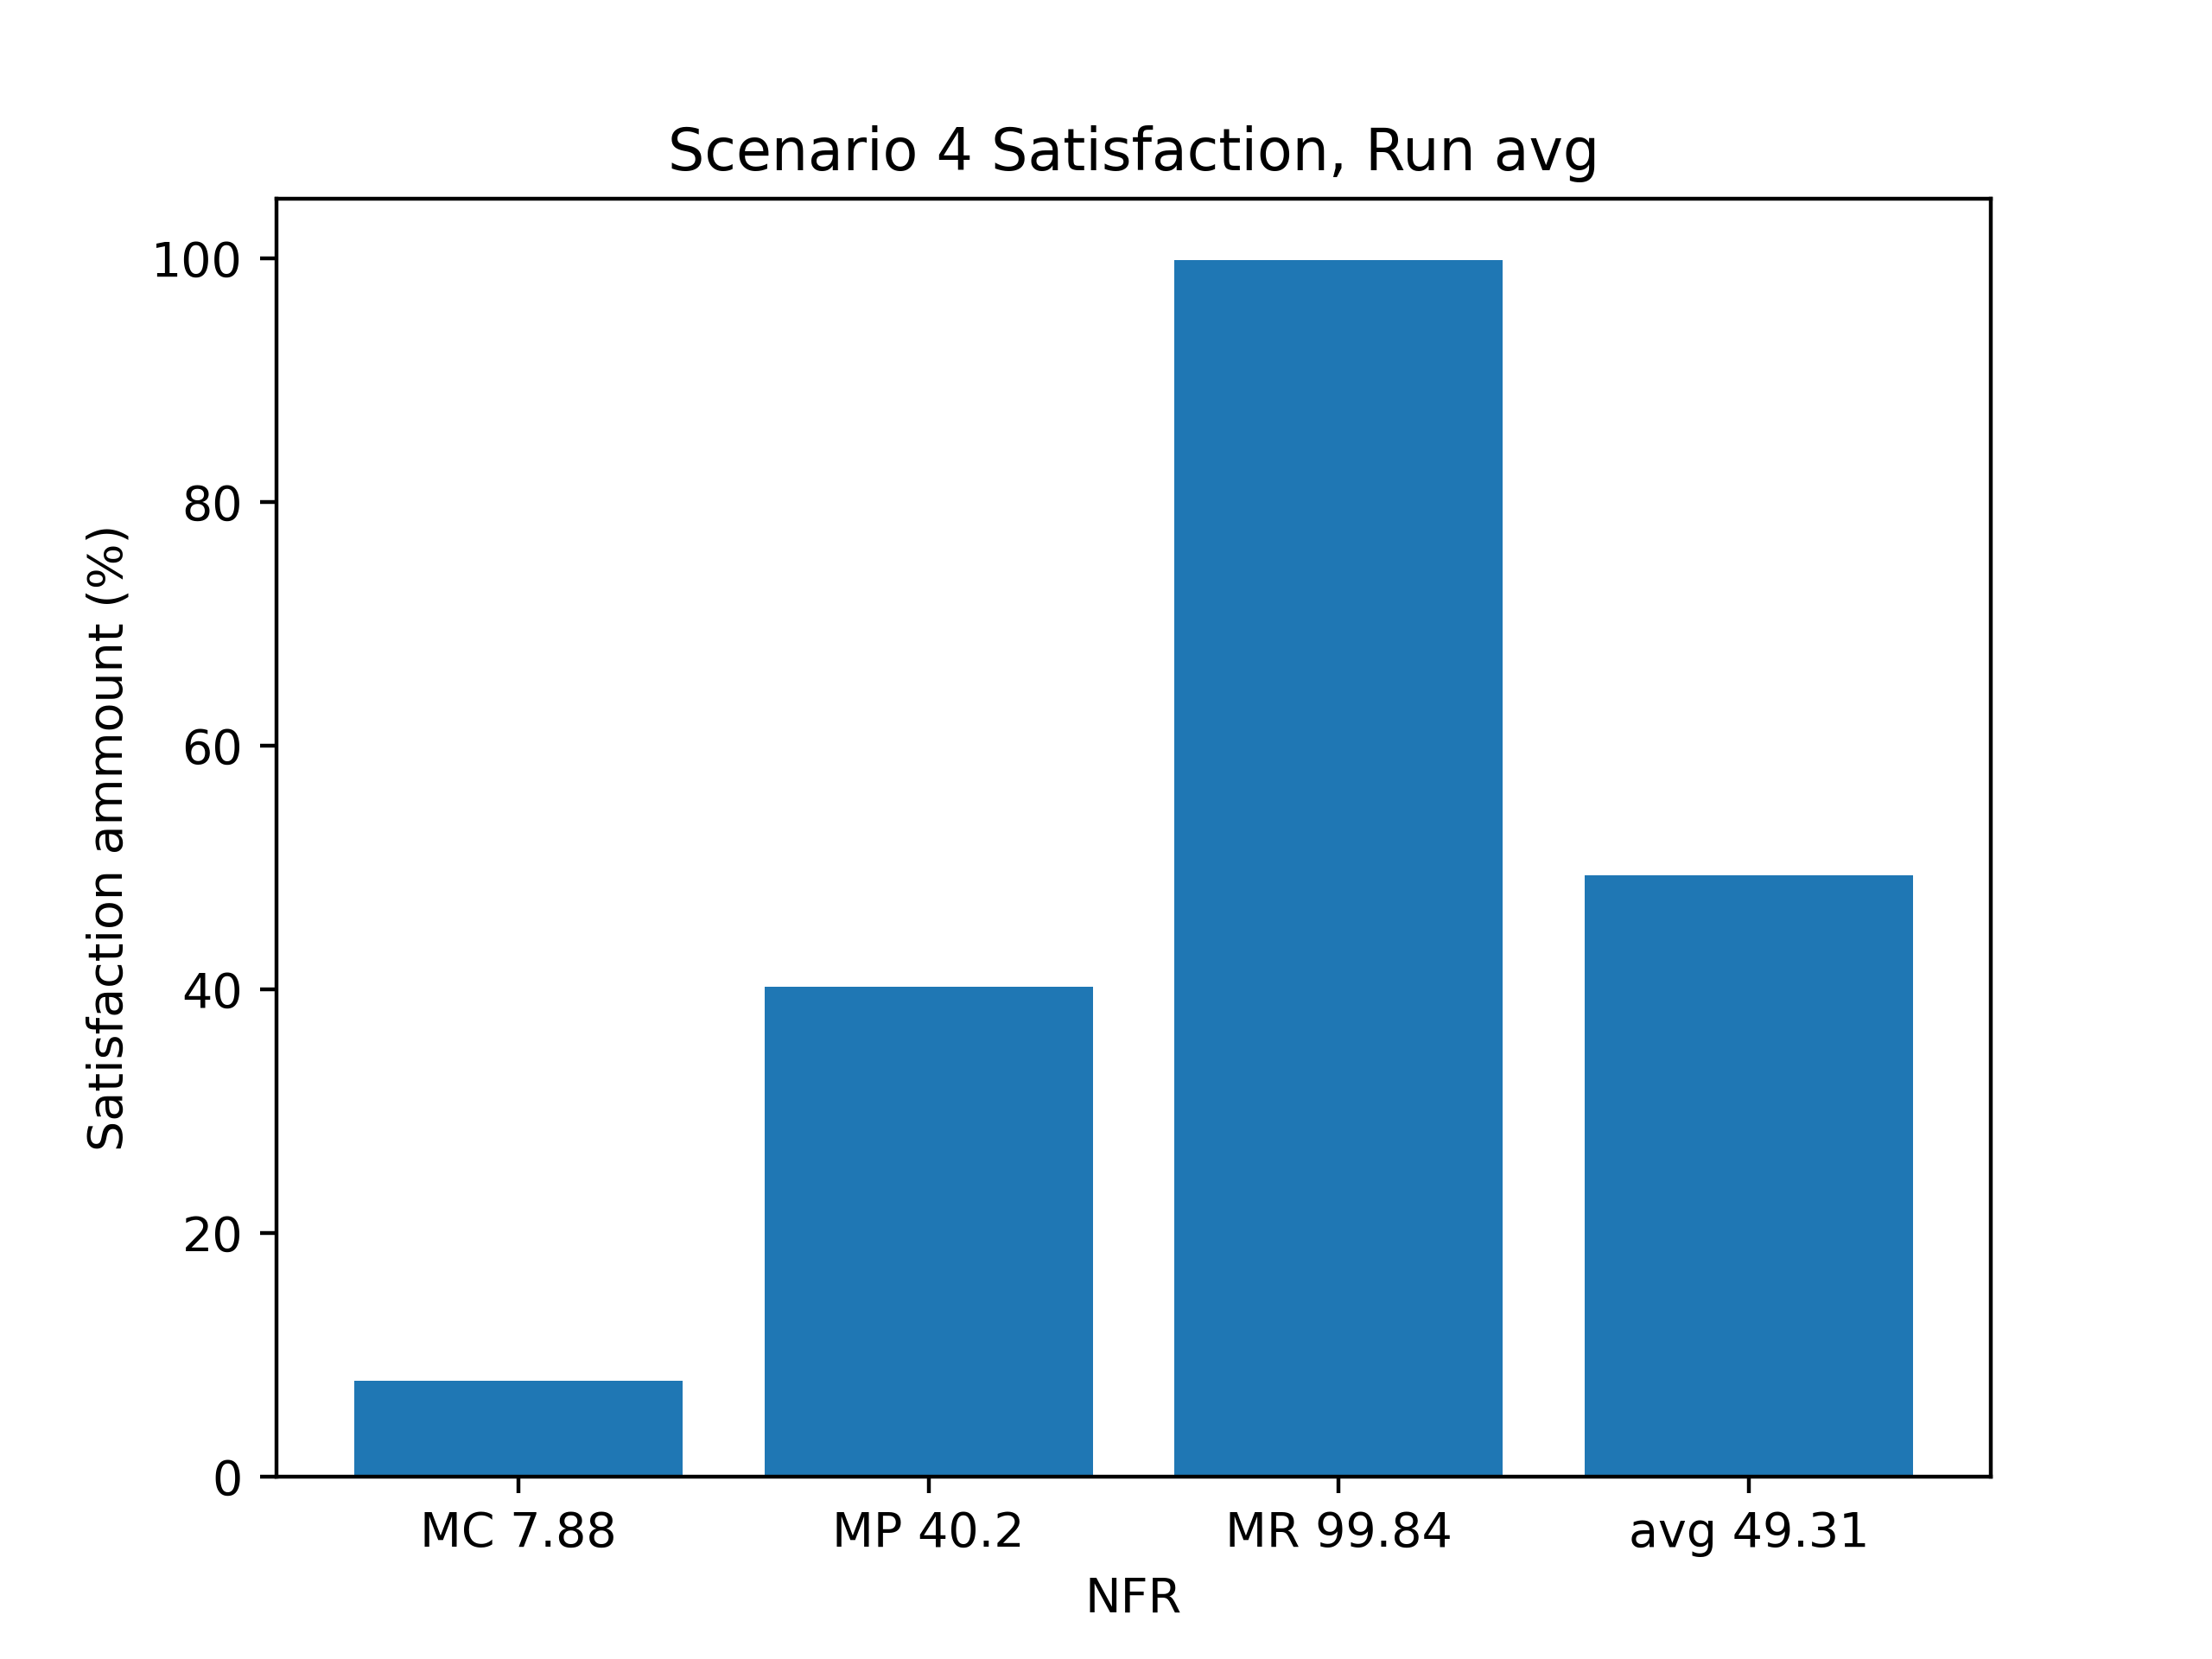 Scenario 4 Satisfaction, Run avg
Satisfaction ammount (%)
100
80
60
40
20
0
MC 7.88
MP 40.2
MR 99.84
avg 49.31
NFR